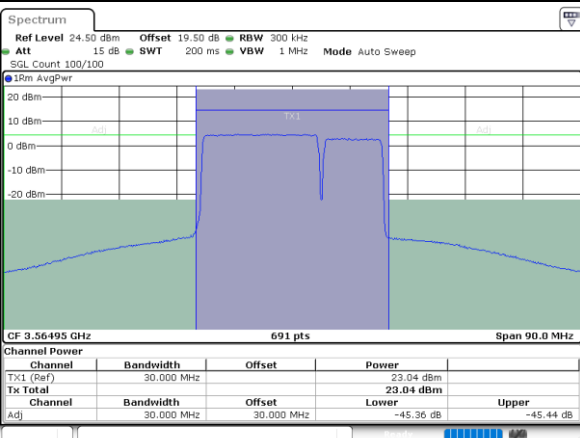 Spectrum
Ref Level 24.50 dBm Offset 19.50 dB RBW 300 kHz
Att 15 dB SWT 200 ms VBW 1 MHz Mode Auto Sweep
SGL Count 100/100
1Rm AvgPwr
20 dBm
TX1
10 dBm
Adj Adj
0 dBm
-10 dBm
-20 dBm
CF 3.56495 GHz 691 pts Span 90.0 MHz
Channel Power
Channel Bandwidth Offset Power
TX1 (Ref) 30.000 MHz 23.04 dBm
Tx Total 23.04 dBm
Channel Bandwidth Offset Lower Upper
Adj 30.000 MHz 30.000 MHz -45.36 dB -45.44 dB
Ready